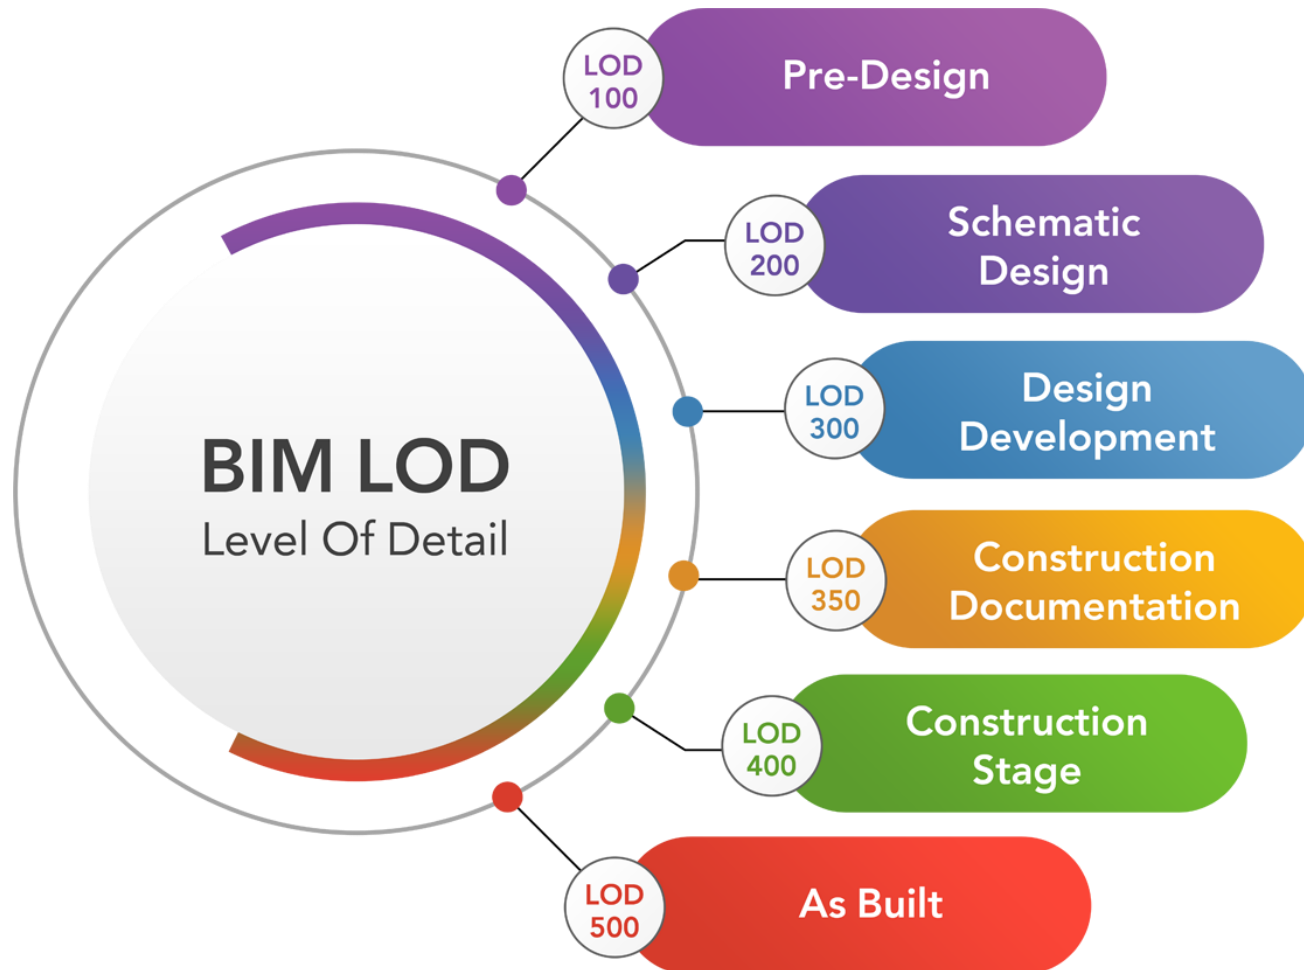 LOD
100
Pre-Design
LOD
200
Schematic
Design
LOD
300
Design
Development
BIM LOD
Level Of Detail
LOD
350
Construction
Documentation
LOD
400
Construction
Stage
LOD
500
As Built